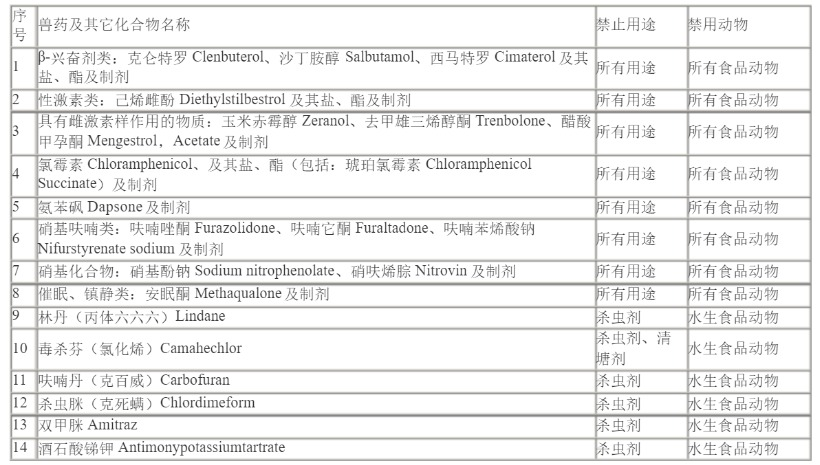 序号 兽药及其它化合物名称 禁止用途 禁用动物
1 β-兴奋剂类：克仑特罗 Clenbuterol、沙丁胺醇 Salbutamol、西马特罗 Cimaterol 及其
盐、酯及制剂 所有用途 所有食品动物
2 性激素类：己烯雌酚 Diethylstilbestrol 及其盐、酯及制剂 所有用途 所有食品动物
3 具有雌激素样作用的物质：玉米赤霉醇 Zeranol、去甲雄三烯醇酮 Trenbolone、醋酸
甲孕酮 Mengestrol，Acetate 及制剂 所有用途 所有食品动物
4 氯霉素 Chloramphenicol、及其盐、酯（包括：琥珀氯霉素 Chloramphenicol
Succinate）及制剂 所有用途 所有食品动物
5 氨苯砜 Dapsone 及制剂 所有用途 所有食品动物
6 硝基呋喃类：呋喃唑酮 Furazolidone、呋喃它酮 Furaltadone、呋喃苯烯酸钠
Nifurstyrenate sodium 及制剂 所有用途 所有食品动物
7 硝基化合物：硝基酚钠 Sodium nitrophenolate、硝呋烯腙 Nitrovin 及制剂 所有用途 所有食品动物
8 催眠、镇静类：安眠酮 Methaqualone 及制剂 所有用途 所有食品动物
9 林丹（丙体六六六）Lindane 杀虫剂 水生食品动物
10 毒杀芬（氯化烯）Camahechlor 杀虫剂、清
塘剂 水生食品动物
11 呋喃丹（克百威）Carbofuran 杀虫剂 水生食品动物
12 杀虫脒（克死螨）Chlordimeform 杀虫剂 水生食品动物
13 双甲脒 Amitraz 杀虫剂 水生食品动物
14 酒石酸锑钾 Antimonypotassiumtartrate 杀虫剂 水生食品动物